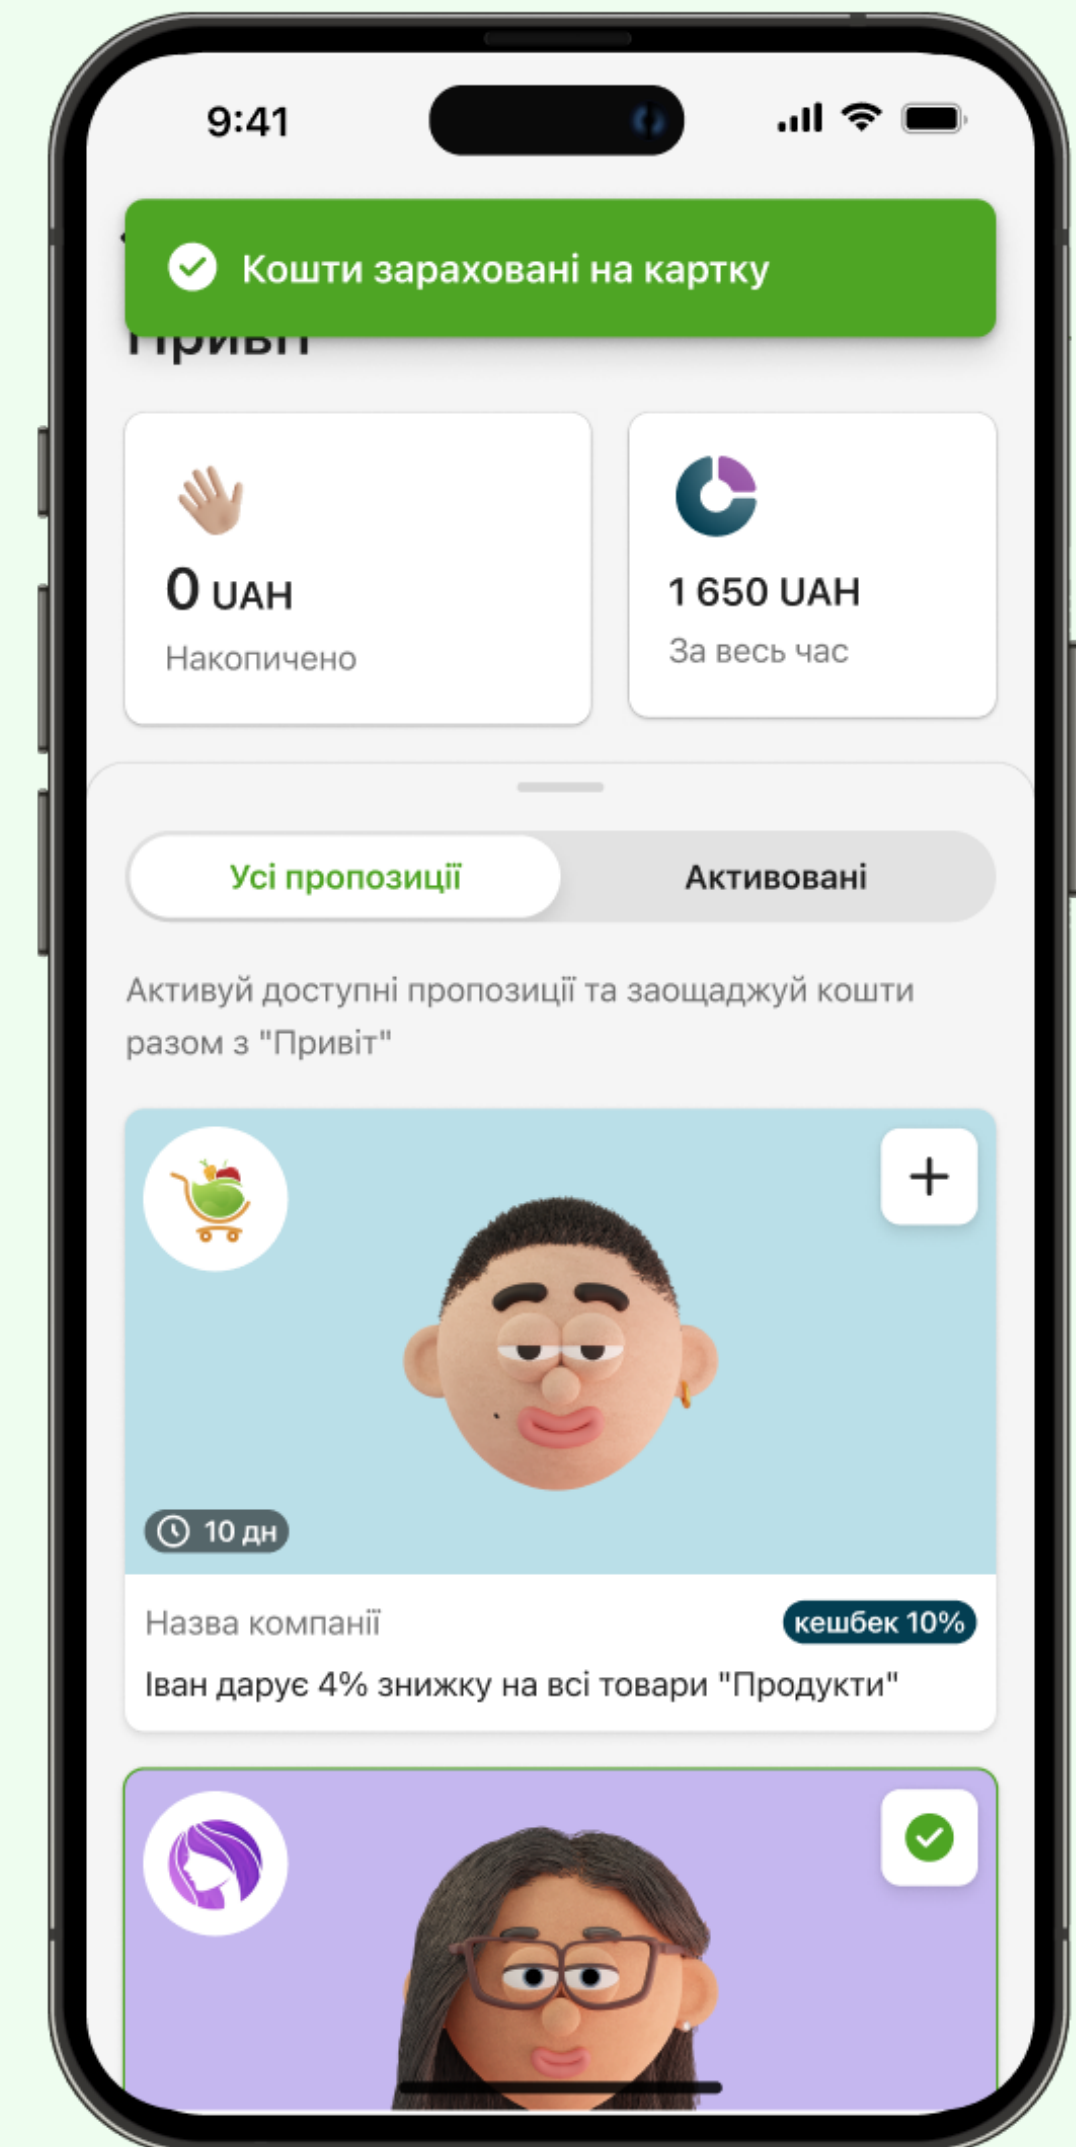 9:41
Кошти зараховані на картку
Привіт
0 UAH
Накопичено
1 650 UAH
За весь час
Усі пропозиції
Активовані
Активуй доступні пропозиції та заощаджуй кошти
разом з "Привіт"
10 дн
Назва компанії
кешбек 10%
Іван дарує 4% знижку на всі товари "Продукти"